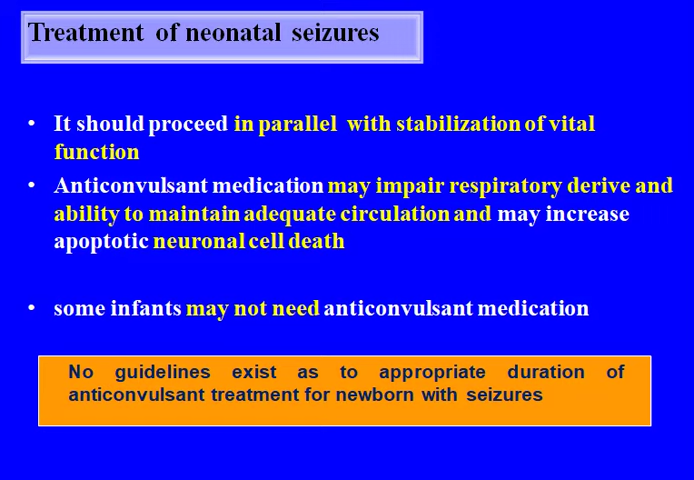 Treatment of neonatal seizures
• It should proceed in parallel with stabilization of vital
function
• Anticonvulsant medication may impair respiratory derive and
ability to maintain adequate circulation and may increase
apoptotic neuronal cell death
• some infants may not need anticonvulsant medication
No guidelines exist as to appropriate duration of
anticonvulsant treatment for newborn with seizures